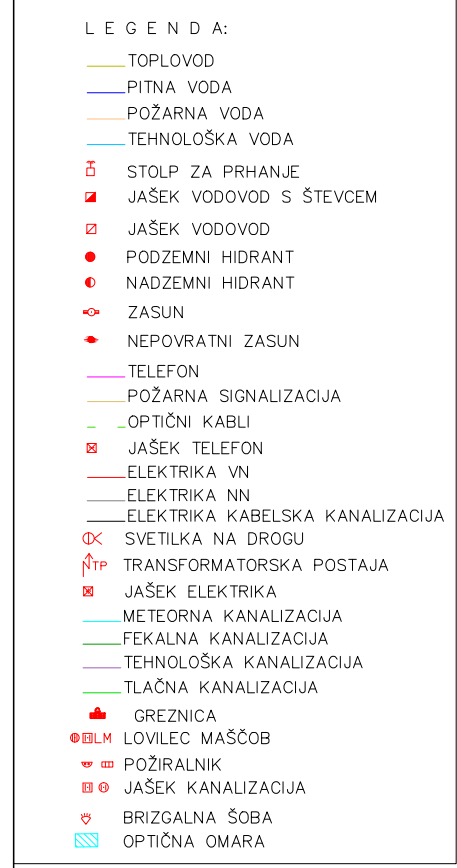 L E G E N D A:
TOPLOVOD
PITNA VODA
POŽARNA VODA
TEHNOLOŠKA VODA
STOLP ZA PRHANJE
JAŠEK VODOVOD S ŠTEVCEM
JAŠEK VODOVOD
PODZEMNI HIDRANT
NADZEMNI HIDRANT
ZASUN
NEPOVRATNI ZASUN
TELEFON
POŽARNA SIGNALIZACIJA
OPTIČNI KABLI
JAŠEK TELEFON
ELEKTRIKA VN
ELEKTRIKA NN
ELEKTRIKA KABELSKA KANALIZACIJA
SVETILKA NA DROGU
TP TRANSFORMATORSKA POSTAJA
JAŠEK ELEKTRIKA
METEORNA KANALIZACIJA
FEKALNA KANALIZACIJA
TEHNOLOŠKA KANALIZACIJA
TLAČNA KANALIZACIJA
GREZNICA
LM LOVILEC MAŠČOB
POŽIRALNIK
JAŠEK KANALIZACIJA
BRIZGALNA ŠOBA
OPTIČNA OMARA